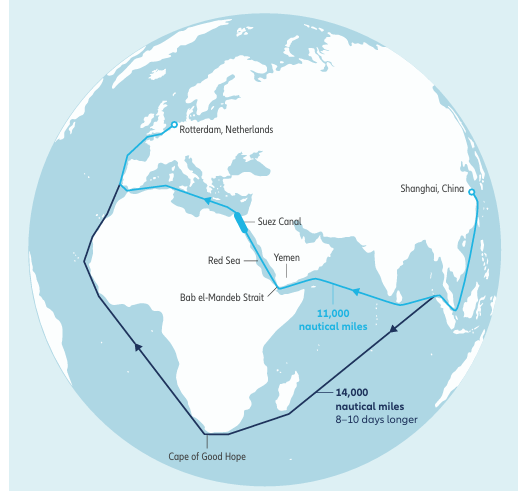 Rotterdam, Netherlands
Shanghai, China
Suez Canal
Red Sea
Yemen
Bab el-Mandeb Strait
11,000
nautical miles
14,000
nautical miles
8–10 days longer
Cape of Good Hope